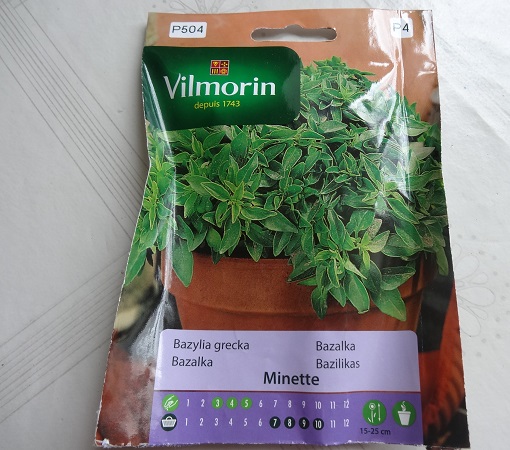 P504
P4
Vilmorin
depuis 1743
Bazylia grecka Bazalka
Bazalka Bazilikas
Minette
1 2 3 4 5 6 7 8 9 10 11 12
1 2 3 4 5 6 7 8 9 10 11 12
15-25 cm